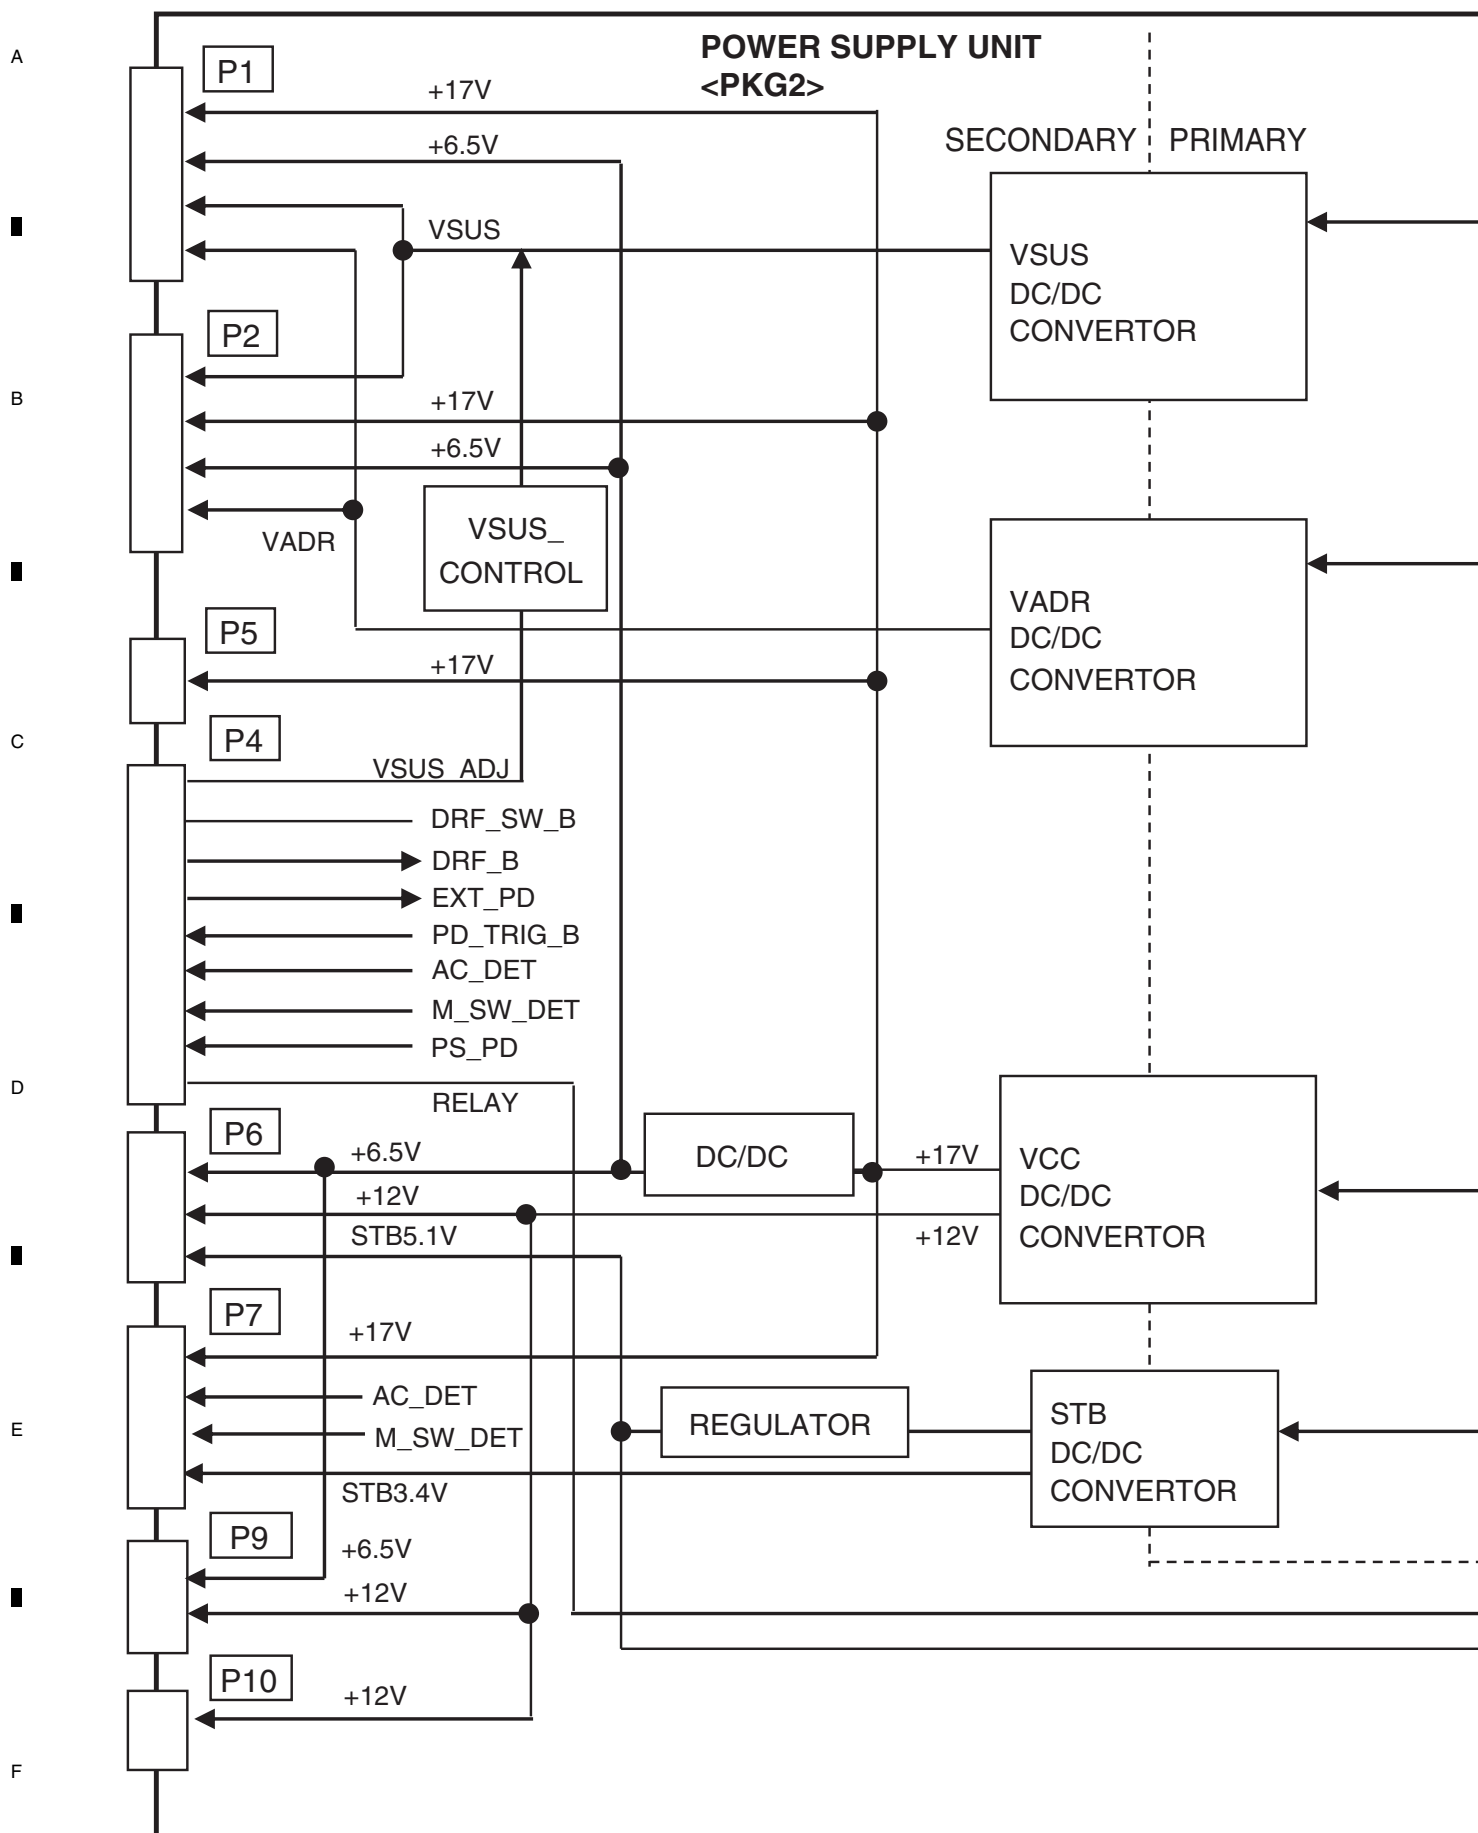 A
P1
POWER SUPPLY UNIT
<PKG2>
+17V
SECONDARY
PRIMARY
+6.5V
VSUS
VSUS
DC/DC
CONVERTOR
P2
B
+17V
+6.5V
VSUS_
CONTROL
VADR
VADR
DC/DC
CONVERTOR
P5
+17V
C
P4
VSUS_ADJ
DRF_SW_B
DRF_B
EXT_PD
PD_TRIG_B
AC_DET
M_SW_DET
PS_PD
D
RELAY
P6
+6.5V
DC/DC
+17V
VCC
DC/DC
CONVERTOR
+12V
+12V
STB5.1V
P7
+17V
AC_DET
E
M_SW_DET
REGULATOR
STB
DC/DC
CONVERTOR
STB3.4V
P9
+6.5V
+12V
P10
+12V
F